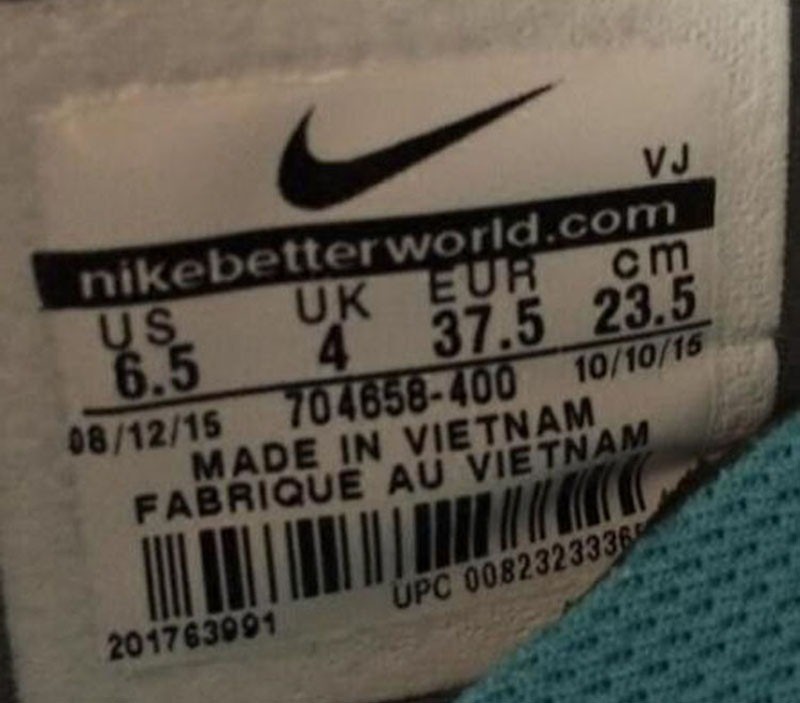 VJ
nikebetterworld.com
US UK EUR cm
6.5 4 37.5 23.5
08/12/15 704658-400 10/10/15
MADE IN VIETNAM
FABRIQUE AU VIETNAM
UPC 00823233366
201763991